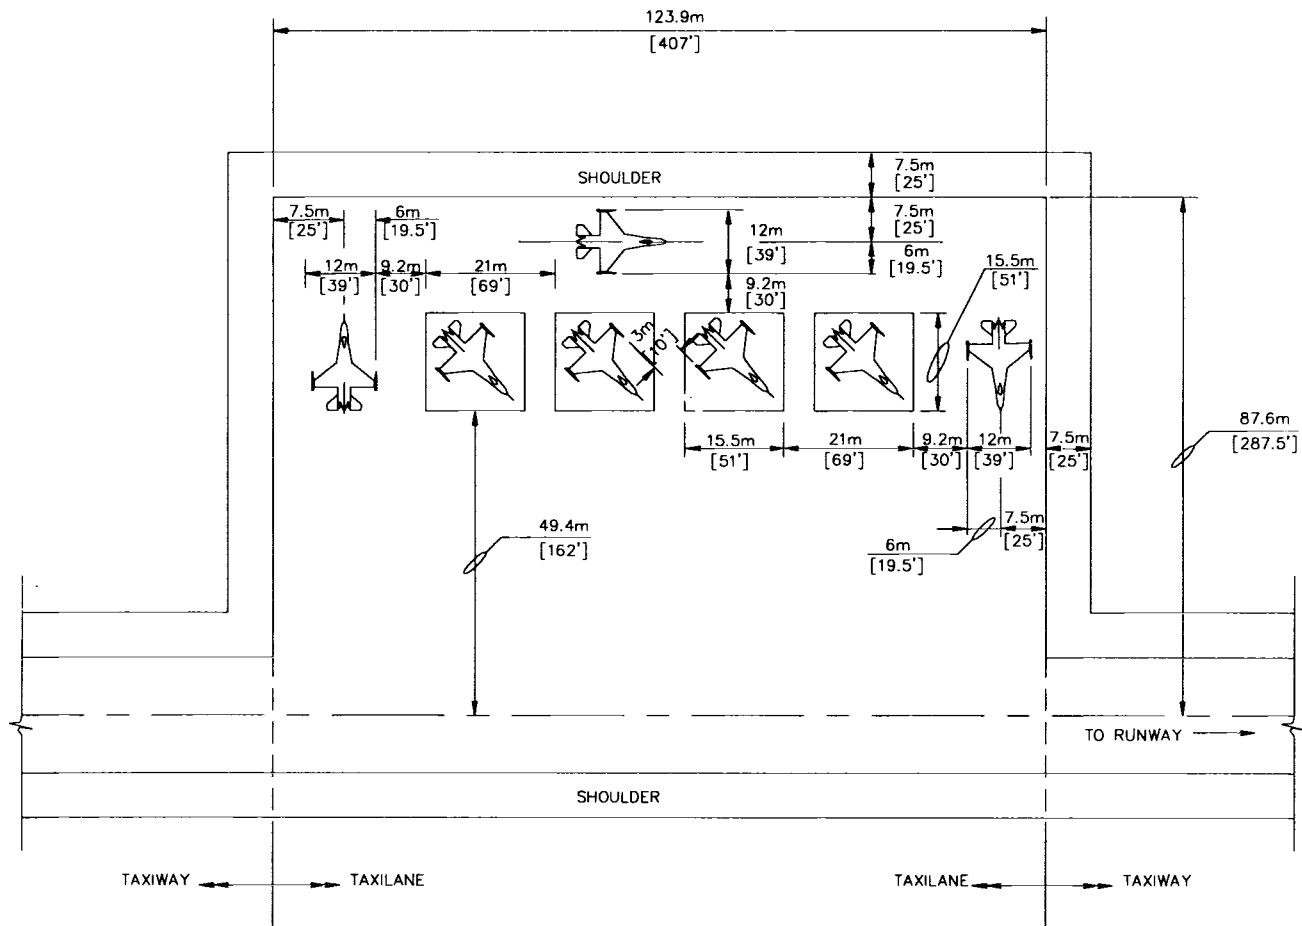 123.9m
[407']
7.5m
[25']
SHOULDER
7.5m
[25']
6m
[19.5']
7.5m
[25']
12m
[39']
6m
[19.5']
12m
[39']
9.2m
[30']
21m
[69']
15.5m
[51']
9.2m
[30']
3m
[10']
87.6m
[287.5']
15.5m
[51']
21m
[69']
9.2m
[30']
12m
[39']
7.5m
[25']
49.4m
[162']
7.5m
[25']
6m
[19.5']
TO RUNWAY
SHOULDER
TAXIWAY
TAXILANE
TAXILANE
TAXIWAY